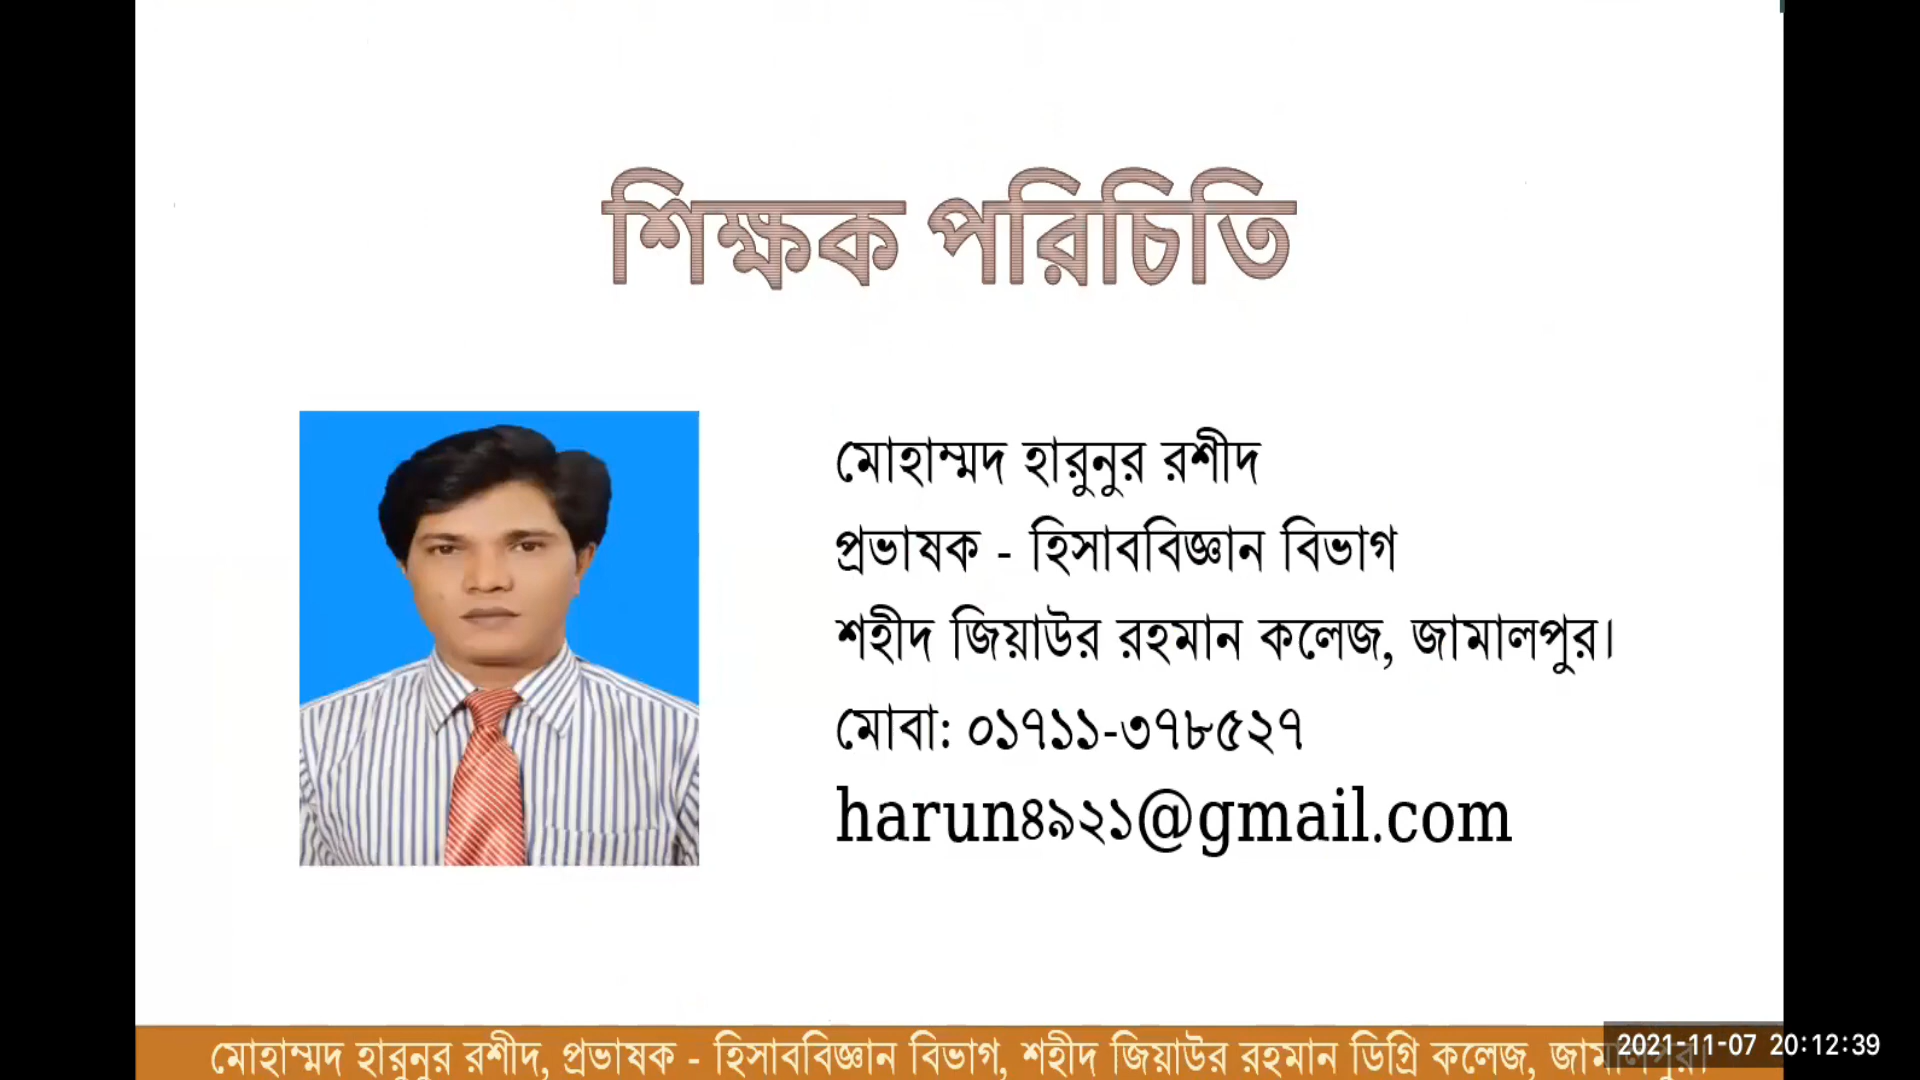 শিক্ষক পরিচিতি
মোহাম্মদ হারুনুর রশীদ
প্রভাষক - হিসাববিজ্ঞান বিভাগ
শহীদ জিয়াউর রহমান কলেজ, জামালপুর।
মোবা: ০১৭১১-৩৭৮৫২৭
harun৪৯২১@gmail.com
মোহাম্মদ হারুনুর রশীদ, প্রভাষক - হিসাববিজ্ঞান বিভাগ, শহীদ জিয়াউর রহমান ডিগ্রি কলেজ, জামালপুর।
2021-11-07 20:12:39